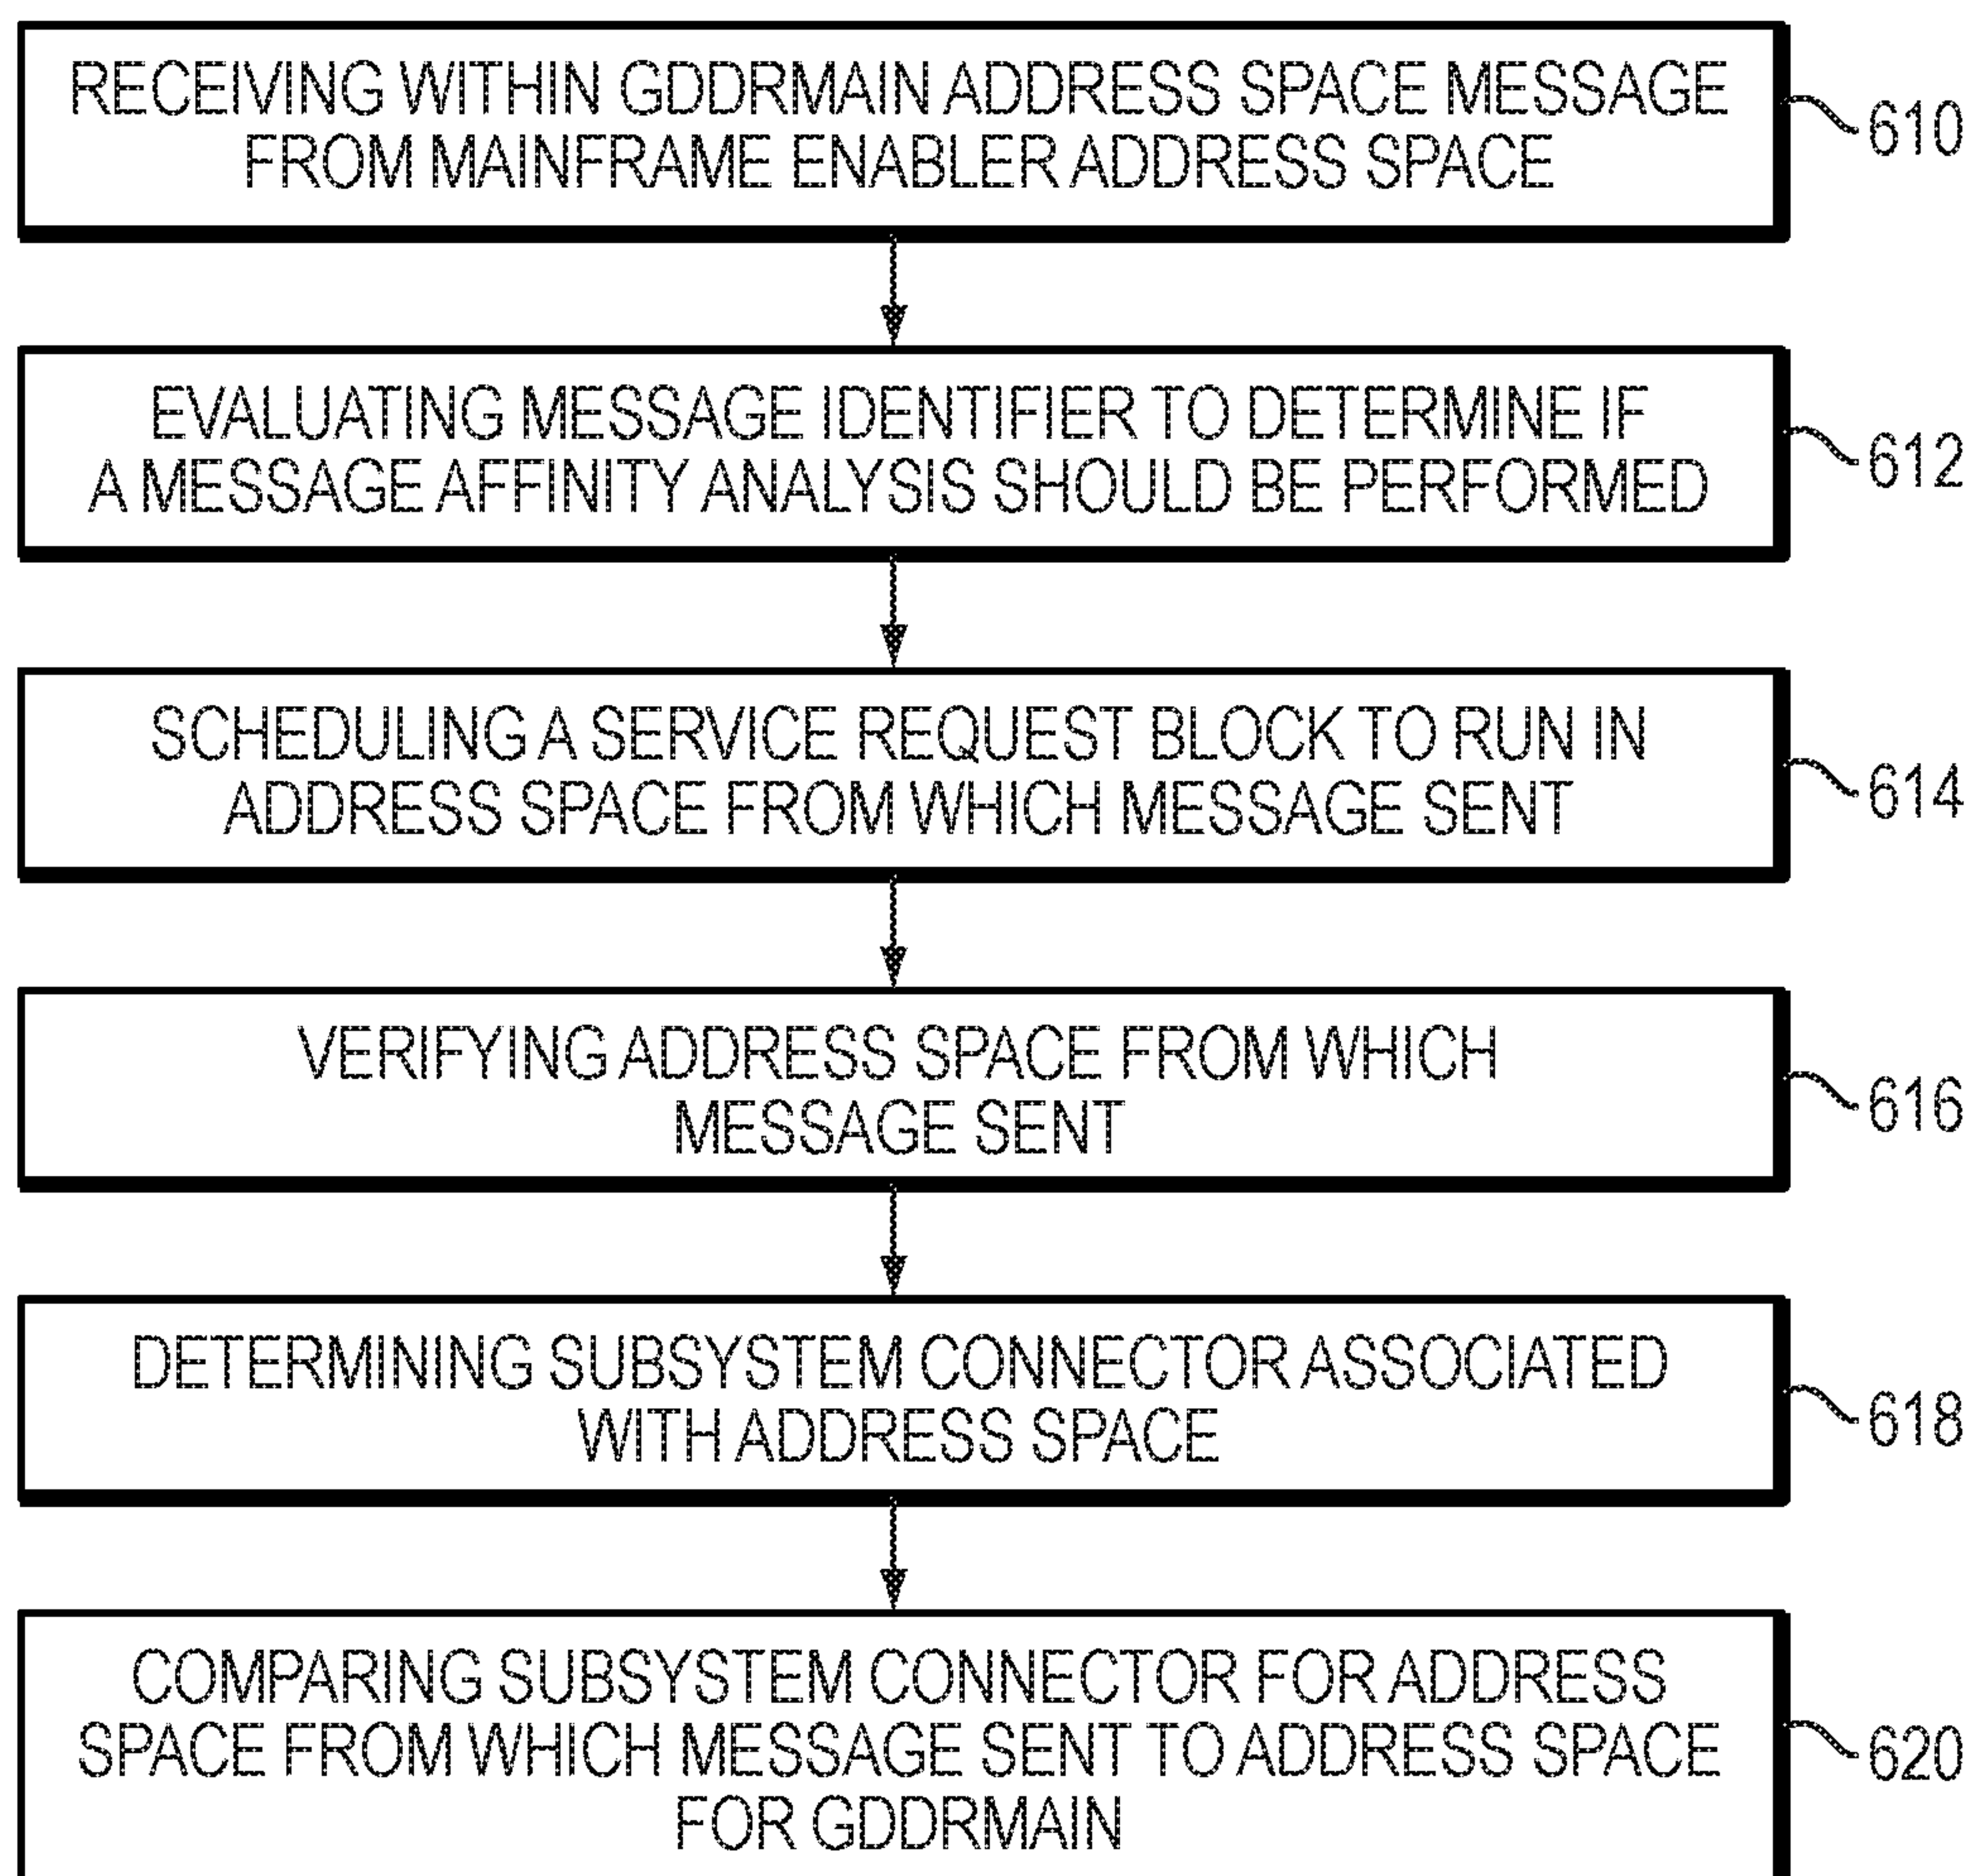 RECEIVING WITHIN GDDRMAIN ADDRESS SPACE MESSAGE
FROM MAINFRAME ENABLER ADDRESS SPACE
610
EVALUATING MESSAGE IDENTIFIER TO DETERMINE IF
A MESSAGE AFFINITY ANALYSIS SHOULD BE PERFORMED
612
SCHEDULING A SERVICE REQUEST BLOCK TO RUN IN
ADDRESS SPACE FROM WHICH MESSAGE SENT
614
VERIFYING ADDRESS SPACE FROM WHICH
MESSAGE SENT
616
DETERMINING SUBSYSTEM CONNECTOR ASSOCIATED
WITH ADDRESS SPACE
618
COMPARING SUBSYSTEM CONNECTOR FOR ADDRESS
SPACE FROM WHICH MESSAGE SENT TO ADDRESS SPACE
FOR GDDRMAIN
620